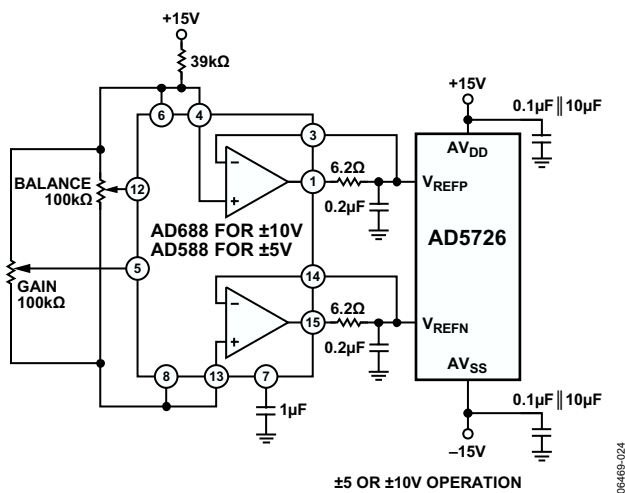 +15V
39kΩ
6
4
3
1
6.2Ω
0.2µF
BALANCE
100kΩ
12
AD688 FOR ±10V
AD588 FOR ±5V
5
GAIN
100kΩ
14
15
6.2Ω
0.2µF
8
13
7
1µF
+15V
0.1µF ‖ 10µF
AVDD
VREFP
AD5726
VREFN
AVSS
0.1µF ‖ 10µF
–15V
±5 OR ±10V OPERATION
06469-024